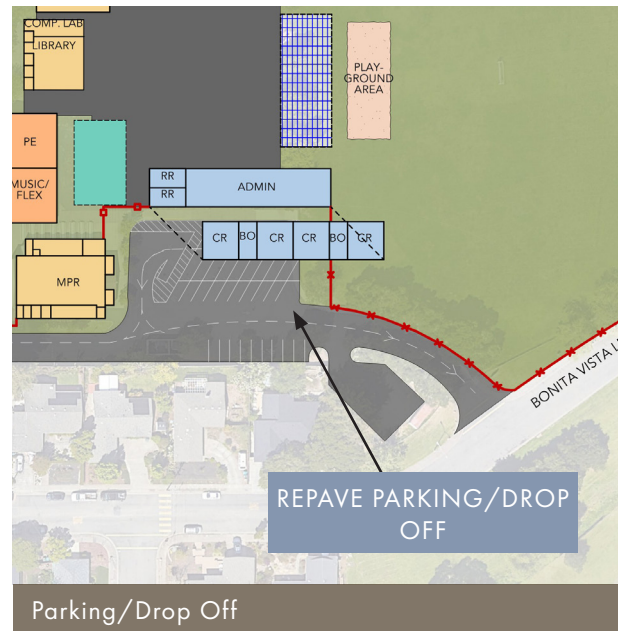 COMP. LAB
LIBRARY
PLAY-
GROUND
AREA
PE
MUSIC/
FLEX
RR
RR
ADMIN
CR
BO
CR
CR
BO
CR
MPR
BONITA VISTA L
REPAVE PARKING/DROP
OFF
Parking/Drop Off